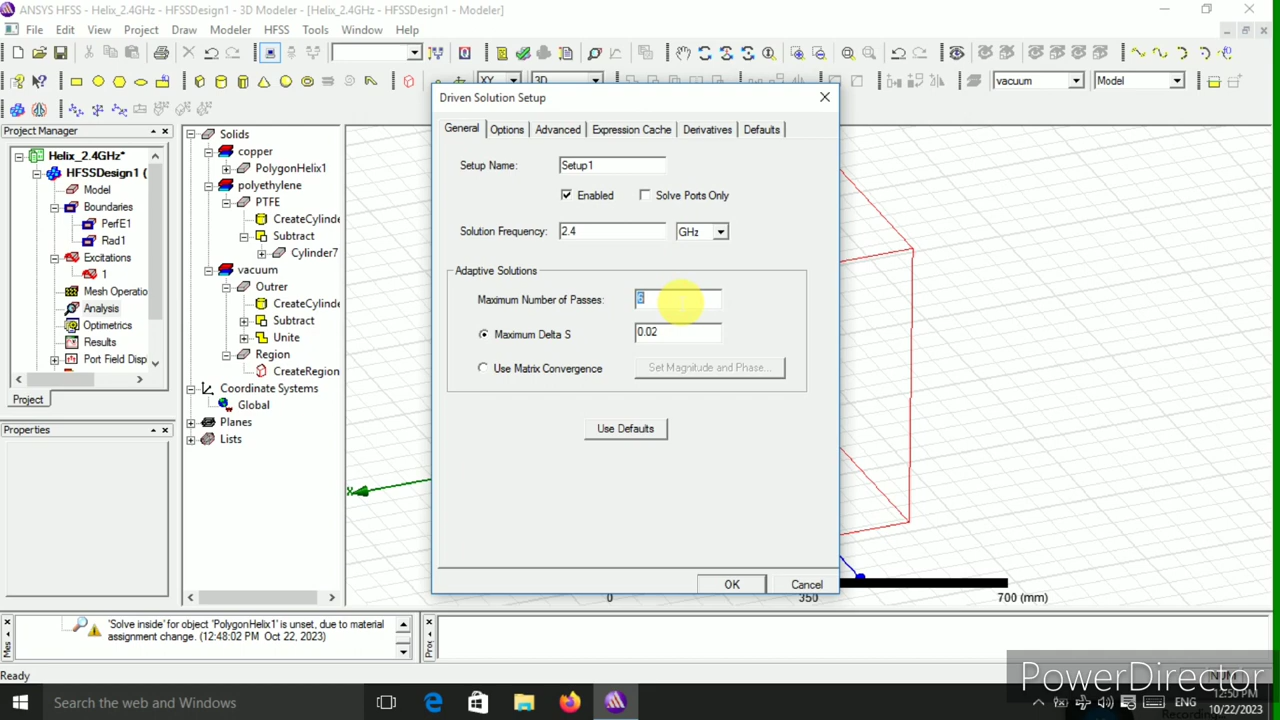 ANSYS HFSS - Helix_2.4GHz - HFSSDesign1 - 3D Modeler - [Helix_2.4GHz - HFSSDesign1 - Modeler]
File Edit View Project Draw Modeler HFSS Tools Window Help
XY 3D vacuum Model
Project Manager
Helix_2.4GHz*
HFSSDesign1 (
Model
Boundaries
PerfE1
Rad1
Excitations
1
Mesh Operatio
Analysis
Optimetrics
Results
Port Field Disp
Project
Properties
Solids
copper
PolygonHelix1
polyethylene
PTFE
CreateCylinde
Subtract
Cylinder7
vacuum
Outrer
CreateCylinde
Subtract
Unite
Region
CreateRegion
Coordinate Systems
Global
Planes
Lists
Driven Solution Setup
General Options Advanced Expression Cache Derivatives Defaults
Setup Name: Setup1
Enabled Solve Ports Only
Solution Frequency: 2.4 GHz
Adaptive Solutions
Maximum Number of Passes: 6
Maximum Delta S 0.02
Use Matrix Convergence Set Magnitude and Phase...
Use Defaults
OK Cancel
X
0 350 700 (mm)
'Solve inside' for object 'PolygonHelix1' is unset, due to material
assignment change. (12:48:02 PM Oct 22, 2023)
Ready
NUM
PowerDirector
Search the web and Windows
ENG
12:50 PM
10/22/2023